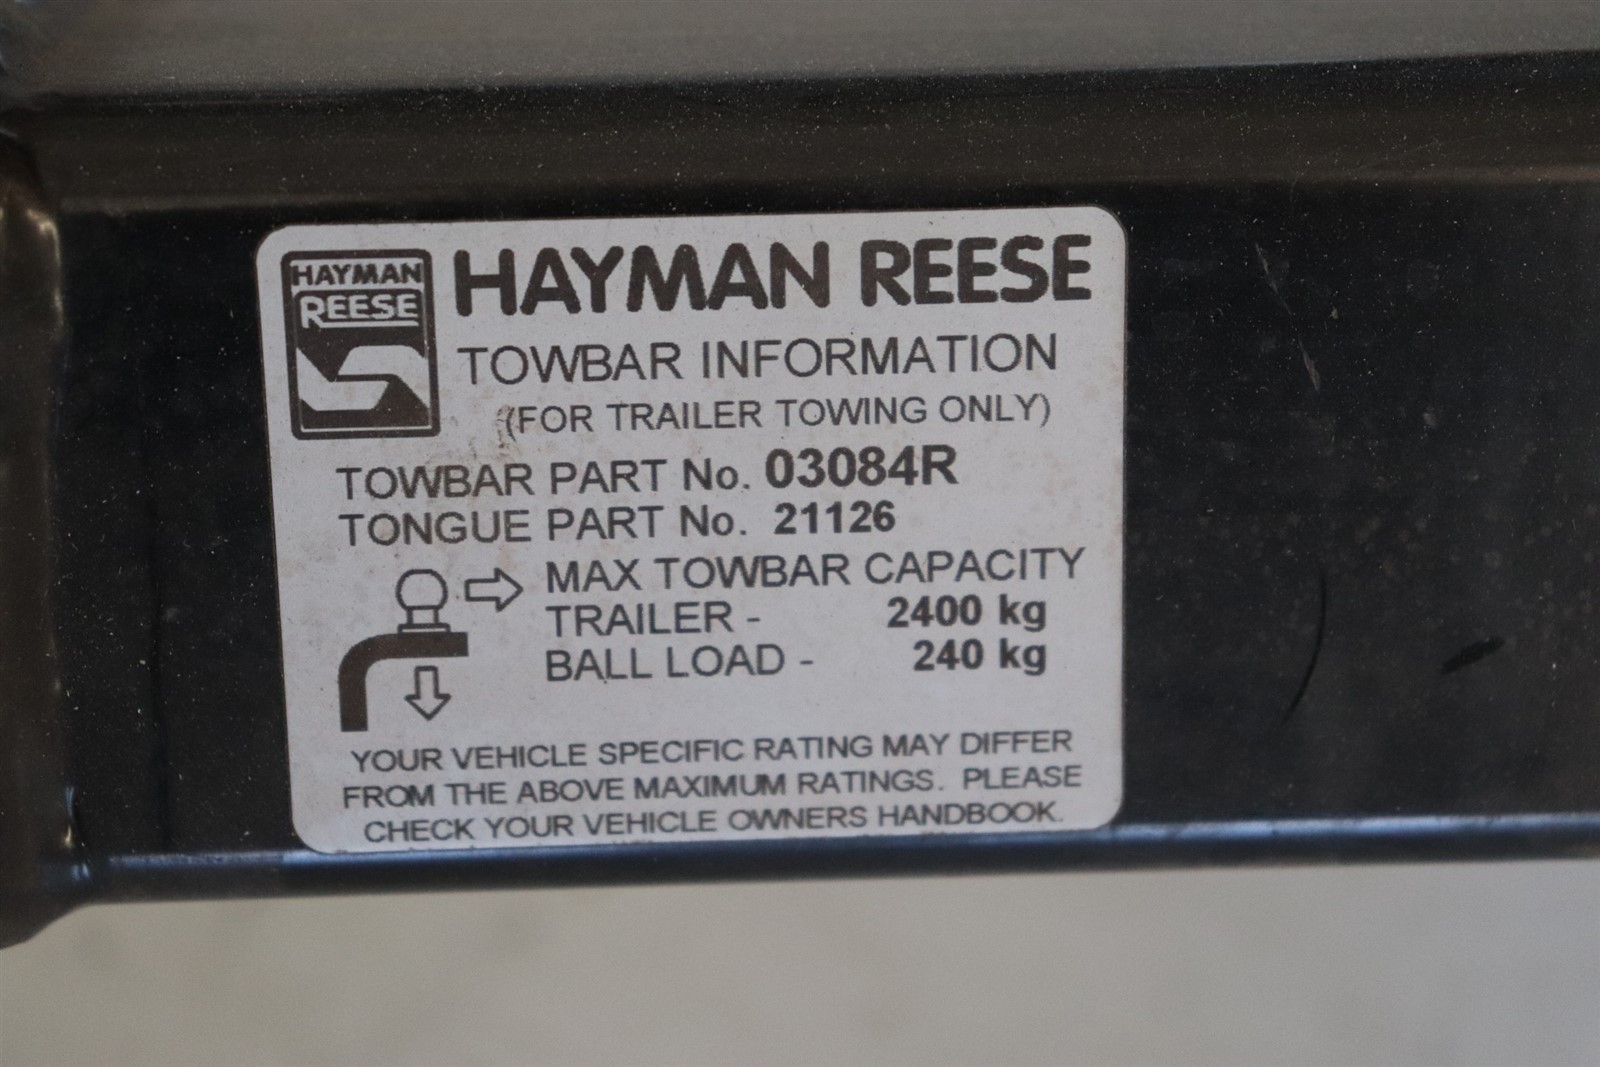 HAYMAN
REESE
HAYMAN REESE
TOWBAR INFORMATION
(FOR TRAILER TOWING ONLY)
TOWBAR PART No. 03084R
TONGUE PART No. 21126
MAX TOWBAR CAPACITY
TRAILER - 2400 kg
BALL LOAD - 240 kg
YOUR VEHICLE SPECIFIC RATING MAY DIFFER
FROM THE ABOVE MAXIMUM RATINGS. PLEASE
CHECK YOUR VEHICLE OWNERS HANDBOOK.